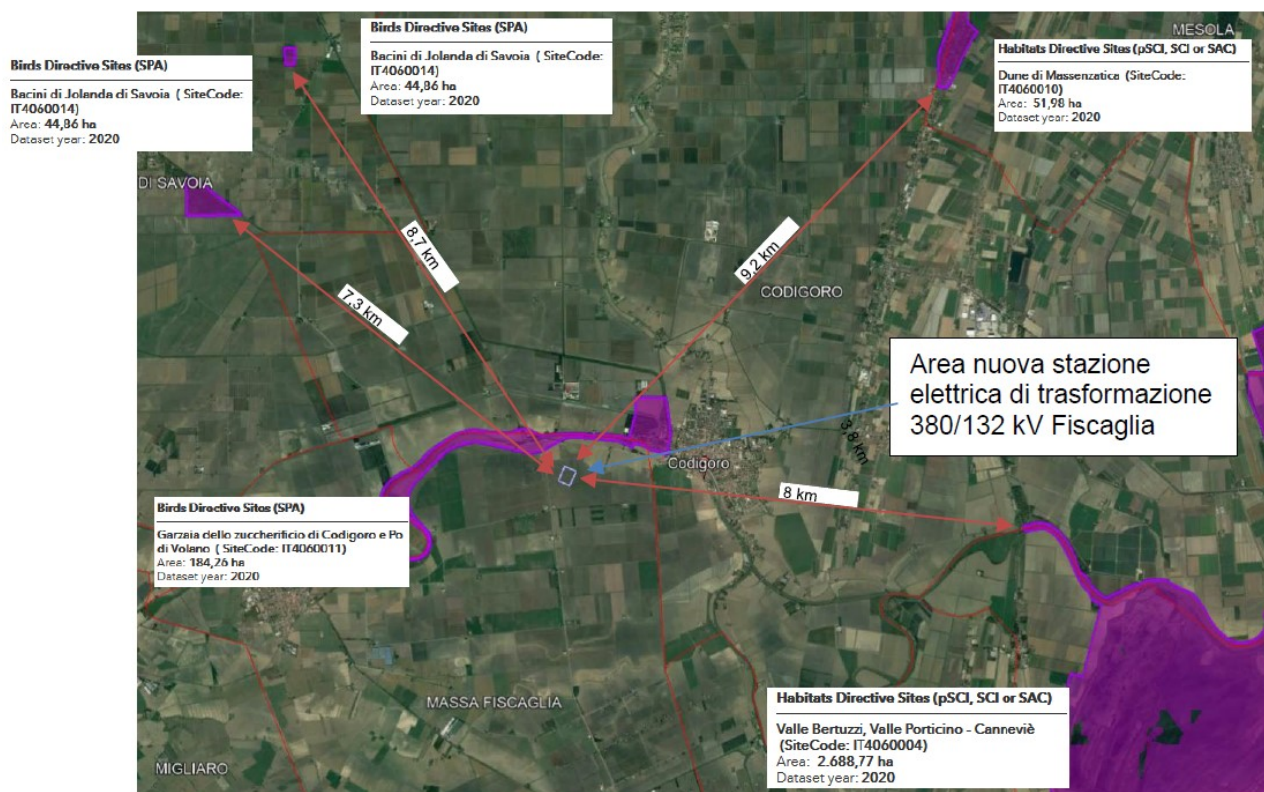 Birds Directive Sites (SPA)
Bacini di Jolanda di Savoia ( SiteCode:
IT4060014)
Area: 44,86 ha
Dataset year: 2020
Birds Directive Sites (SPA)
Bacini di Jolanda di Savoia ( SiteCode:
IT4060014)
Area: 44,86 ha
Dataset year: 2020
MESOLA
Habitats Directive Sites (pSCI, SCI or SAC)
Dune di Massenzatica (SiteCode:
IT4060010)
Area: 51,98 ha
Dataset year: 2020
DI SAVOIA
8,7 km
9,2 km
7,3 km
CODIGORO
Area nuova stazione
elettrica di trasformazione
380/132 kV Fiscaglia
3,8 km
Codigoro
8 km
Birds Directive Sites (SPA)
Garzaia dello zuccherificio di Codigoro e Po
di Volano ( SiteCode: IT4060011)
Area: 184,26 ha
Dataset year: 2020
MASSA FISCAGLIA
Habitats Directive Sites (pSCI, SCI or SAC)
Valle Bertuzzi, Valle Porticino - Canneviè
(SiteCode: IT4060004)
Area: 2.688,77 ha
Dataset year: 2020
MIGLIARO